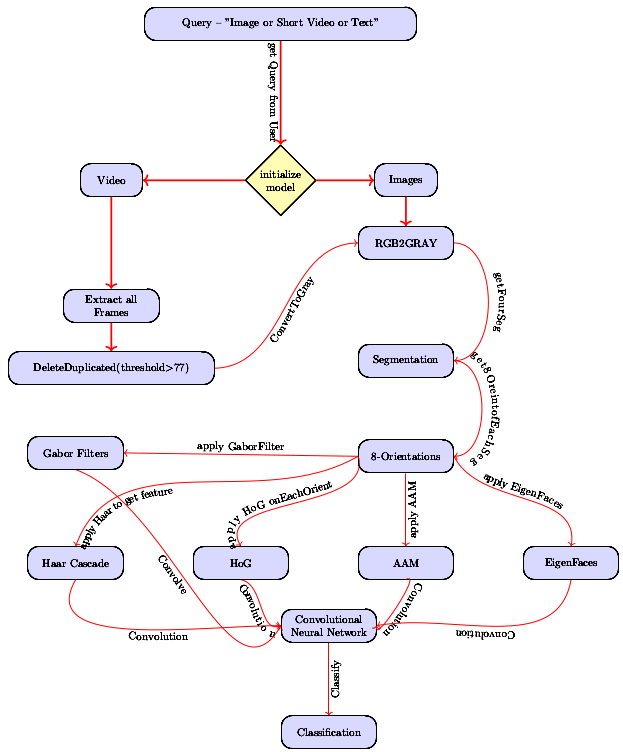 Query – "Image or Short Video or Text"
get Query from User
initialize
model
Video
Images
RGB2GRAY
Extract all
Frames
ConvertToGray
getFourSeg
DeleteDuplicated(threshold>77)
Segmentation
get8OreintofEachSeg
Gabor Filters
apply GaborFilter
8-Orientations
apply Haar to get feature
apply HoG onEachOrient
apply AAM
apply EigenFaces
Haar Cascade
HoG
AAM
EigenFaces
Convolve
Convolution
Convolution
Convolution
Convolution
Convolutional
Neural Network
Classify
Classification